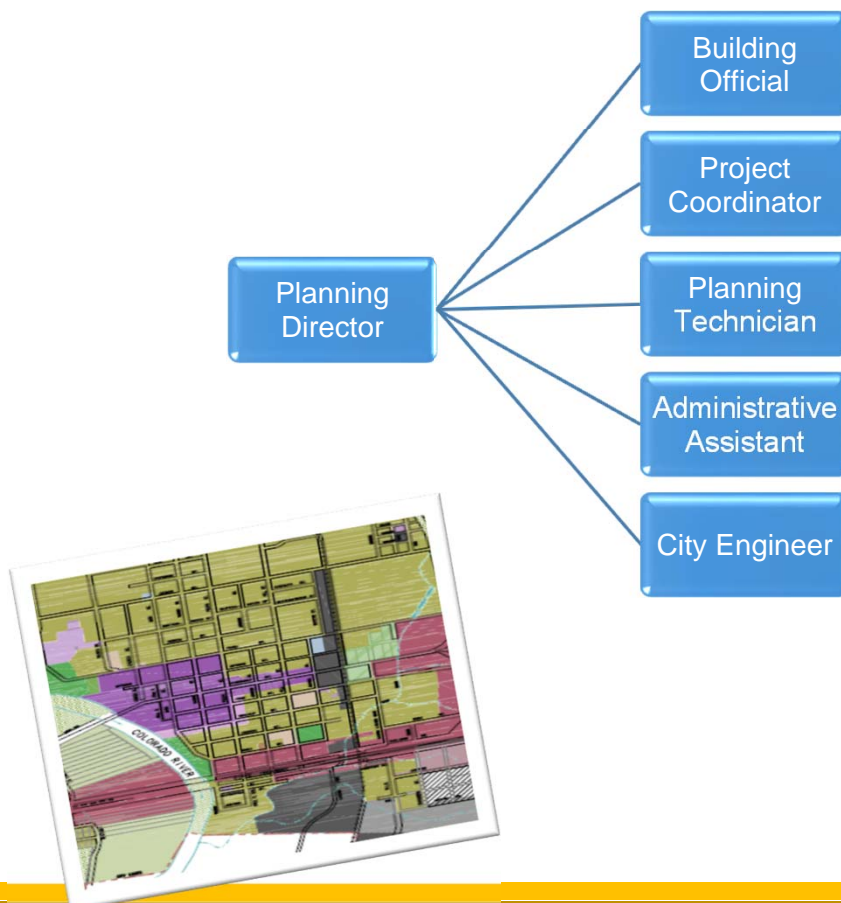 Building
Official
Project
Coordinator
Planning
Director
Planning
Technician
Administrative
Assistant
City Engineer
COLORADO RIVER